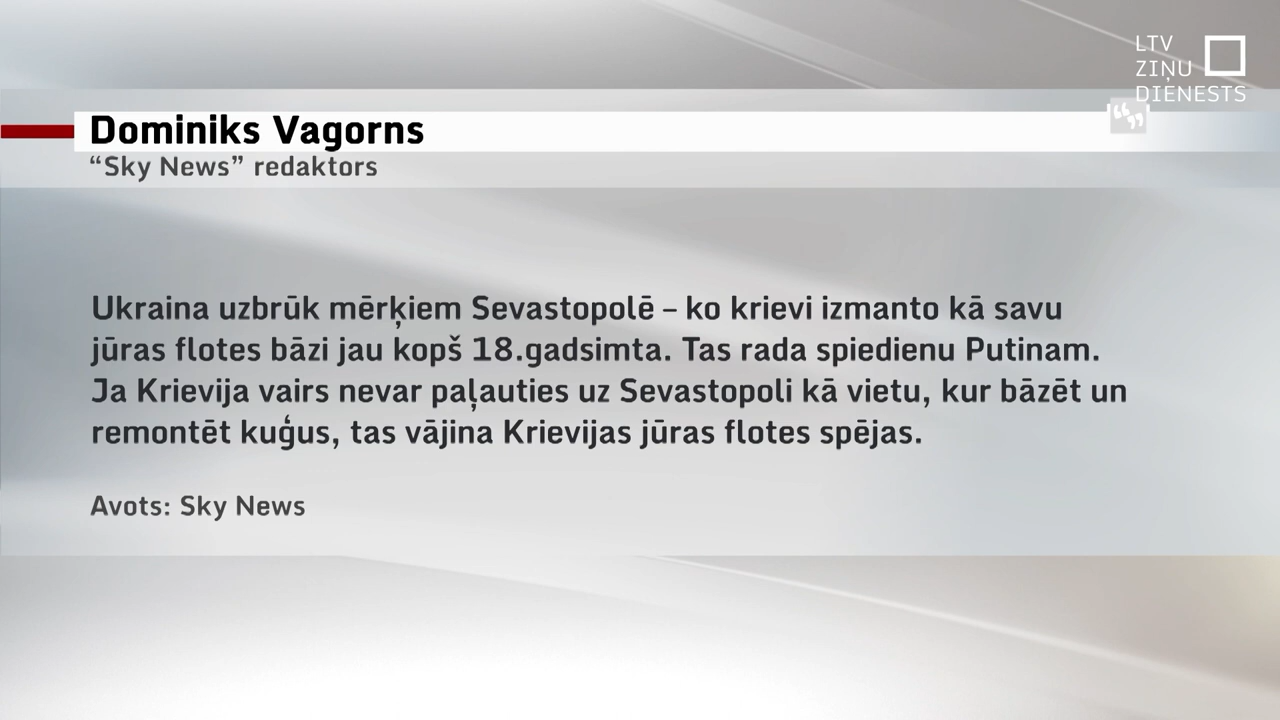 LTV
ZIŅU
DIENESTS
Dominiks Vagorns
“Sky News” redaktors
Ukraina uzbrūk mērķiem Sevastopolē – ko krievi izmanto kā savu
jūras flotes bāzi jau kopš 18.gadsimta. Tas rada spiedienu Putinam.
Ja Krievija vairs nevar paļauties uz Sevastopoli kā vietu, kur bāzēt un
remontēt kuģus, tas vājina Krievijas jūras flotes spējas.
Avots: Sky News